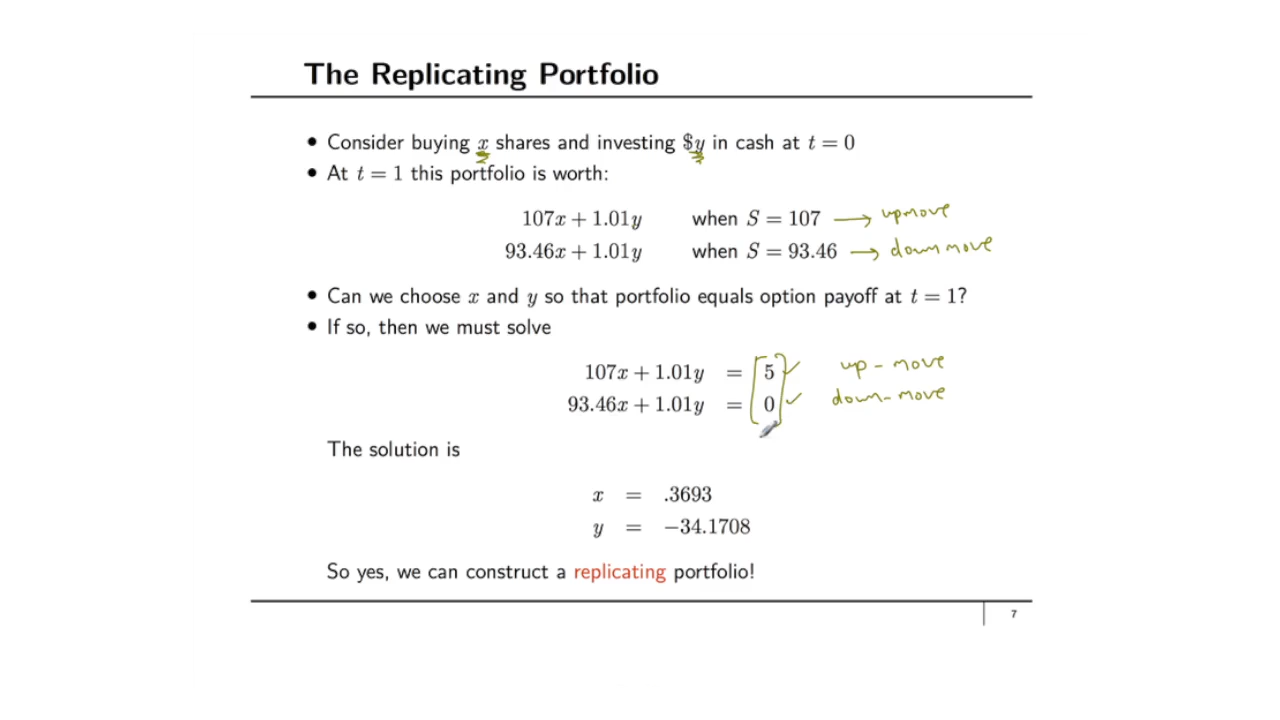 The Replicating Portfolio
• Consider buying x shares and investing $y in cash at t = 0
• At t = 1 this portfolio is worth:
107x + 1.01y when S = 107 → upmove
93.46x + 1.01y when S = 93.46 → down move
• Can we choose x and y so that portfolio equals option payoff at t = 1?
• If so, then we must solve
107x + 1.01y = [5] ✓ up - move
93.46x + 1.01y = [0] ✓ down - move
The solution is
x = .3693
y = −34.1708
So yes, we can construct a replicating portfolio!
7